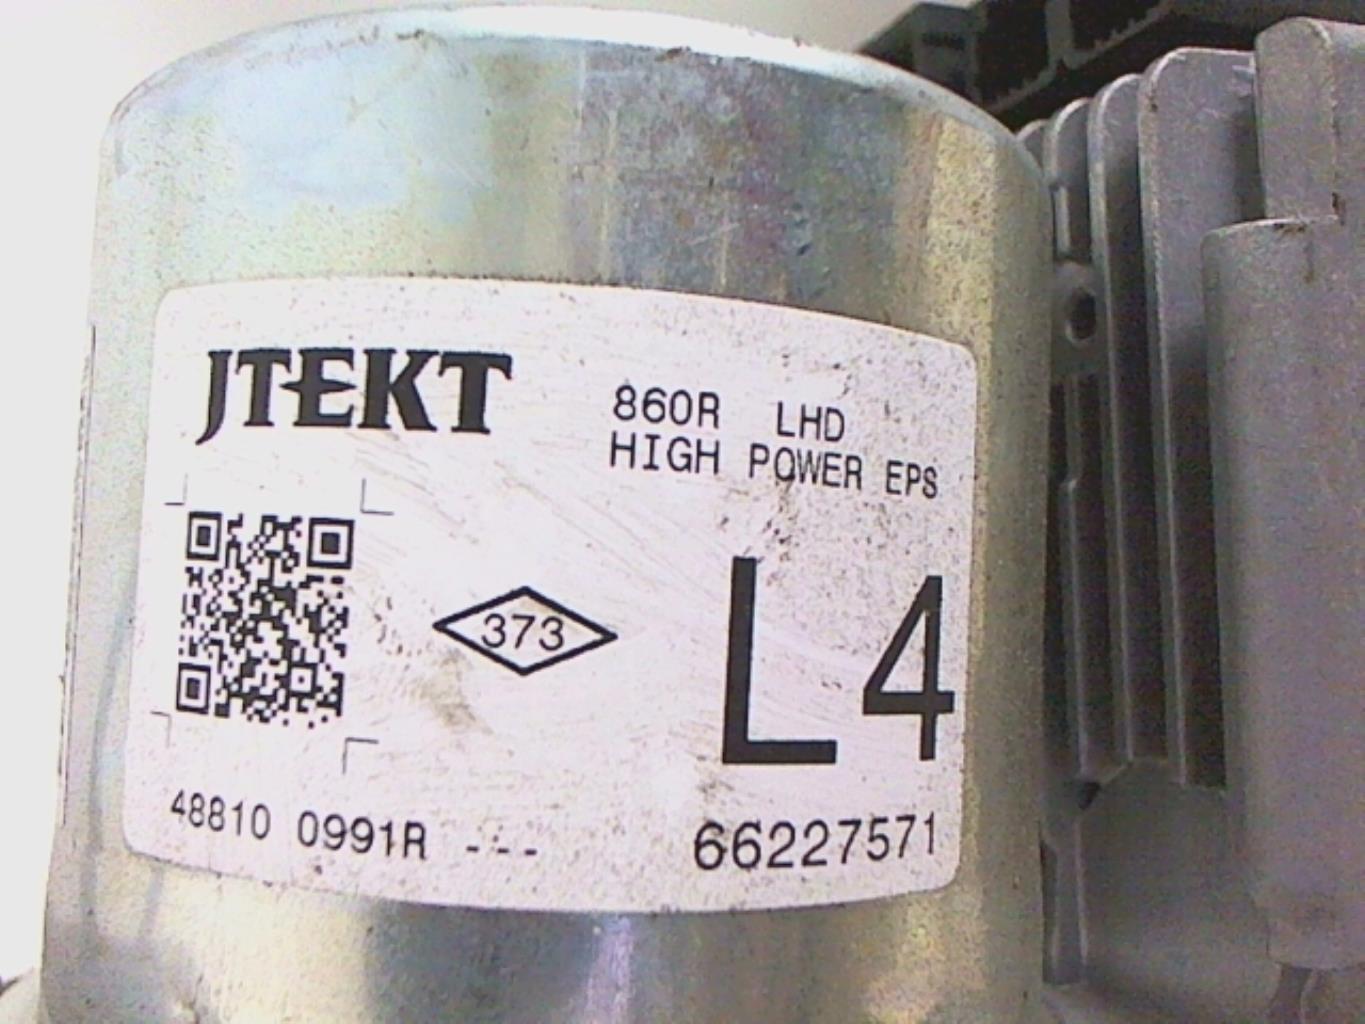 JTEKT
860R LHD
HIGH POWER EPS
373
L4
48810 0991R ---
66227571